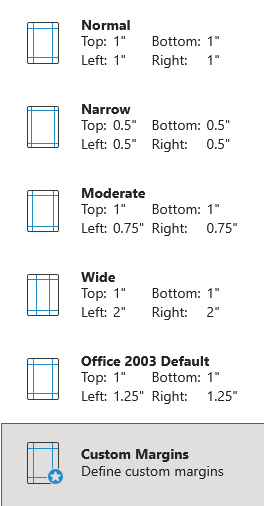 Normal
Top: 1" Bottom: 1"
Left: 1" Right: 1"
Narrow
Top: 0.5" Bottom: 0.5"
Left: 0.5" Right: 0.5"
Moderate
Top: 1" Bottom: 1"
Left: 0.75" Right: 0.75"
Wide
Top: 1" Bottom: 1"
Left: 2" Right: 2"
Office 2003 Default
Top: 1" Bottom: 1"
Left: 1.25" Right: 1.25"
Custom Margins
Define custom margins